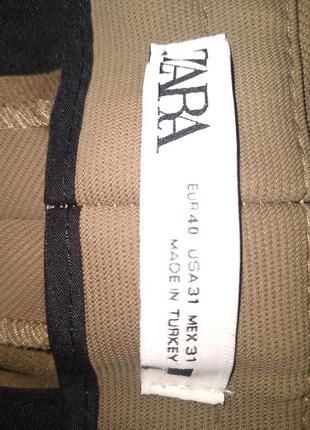 ZARA
EUR 40 USA 31 MEX 31
MADE IN TURKEY